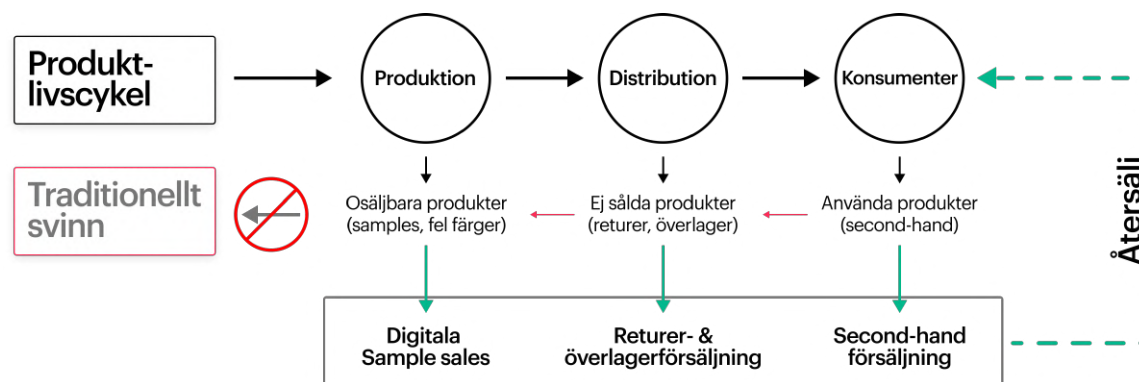 Produkt-
livscykel
Produktion
Distribution
Konsumenter
Traditionellt
svinn
Osäljbara produkter
(samples, fel färger)
Ej sålda produkter
(returer, överlager)
Använda produkter
(second-hand)
Återsälj
Digitala
Sample sales
Returer- &
överlagerförsäljning
Second-hand
försäljning